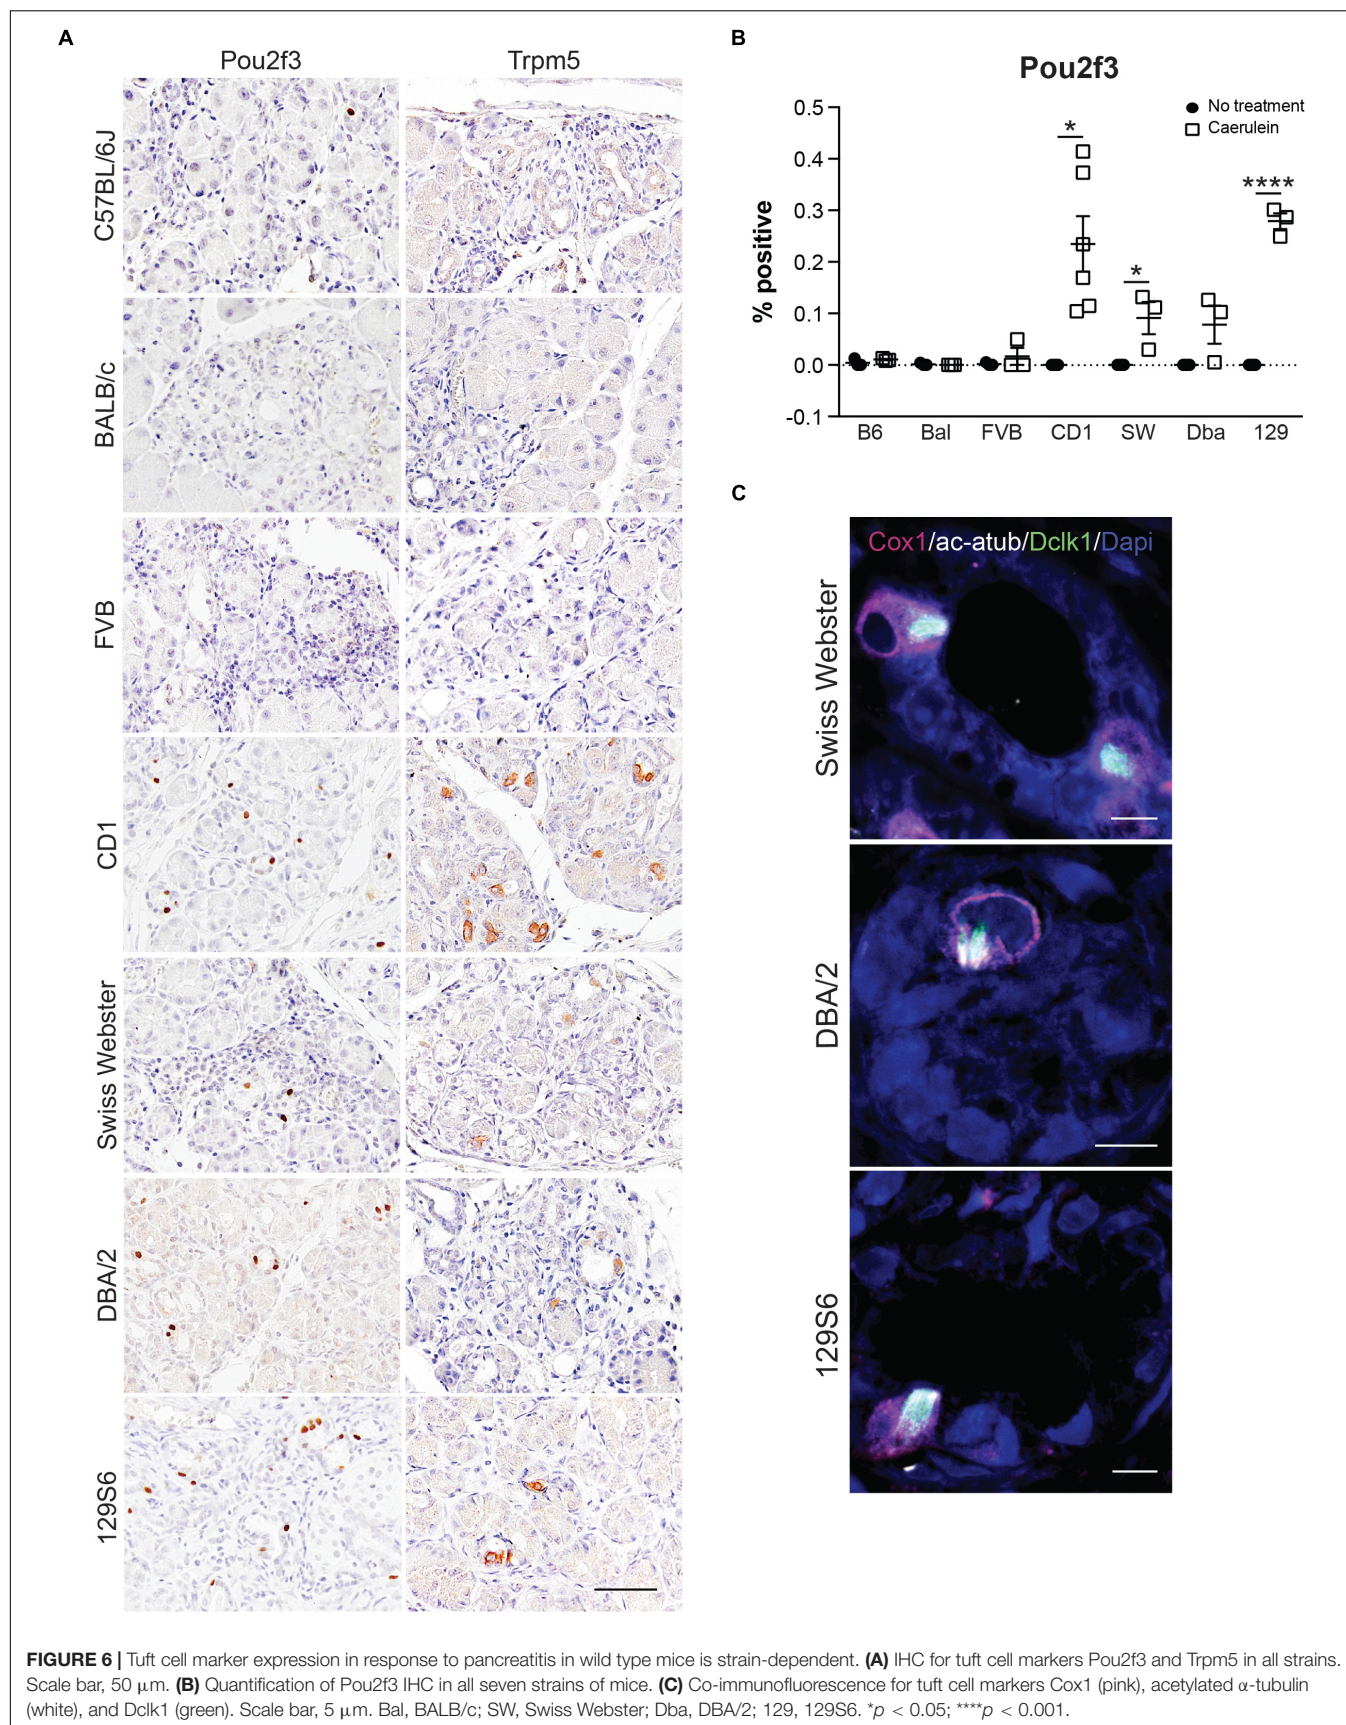 A
Pou2f3 Trpm5
C57BL/6J
BALB/c
FVB
CD1
Swiss Webster
DBA/2
129S6
B
Pou2f3
No treatment
Caerulein
% positive
0.5
0.4
0.3
0.2
0.1
0.0
-0.1
*
*
****
B6 Bal FVB CD1 SW Dba 129
C
Cox1/ac-atub/Dclk1/Dapi
Swiss Webster
DBA/2
129S6
FIGURE 6 | Tuft cell marker expression in response to pancreatitis in wild type mice is strain-dependent. (A) IHC for tuft cell markers Pou2f3 and Trpm5 in all strains.
Scale bar, 50 μm. (B) Quantification of Pou2f3 IHC in all seven strains of mice. (C) Co-immunofluorescence for tuft cell markers Cox1 (pink), acetylated α-tubulin
(white), and Dclk1 (green). Scale bar, 5 μm. Bal, BALB/c; SW, Swiss Webster; Dba, DBA/2; 129, 129S6. *p < 0.05; ****p < 0.001.